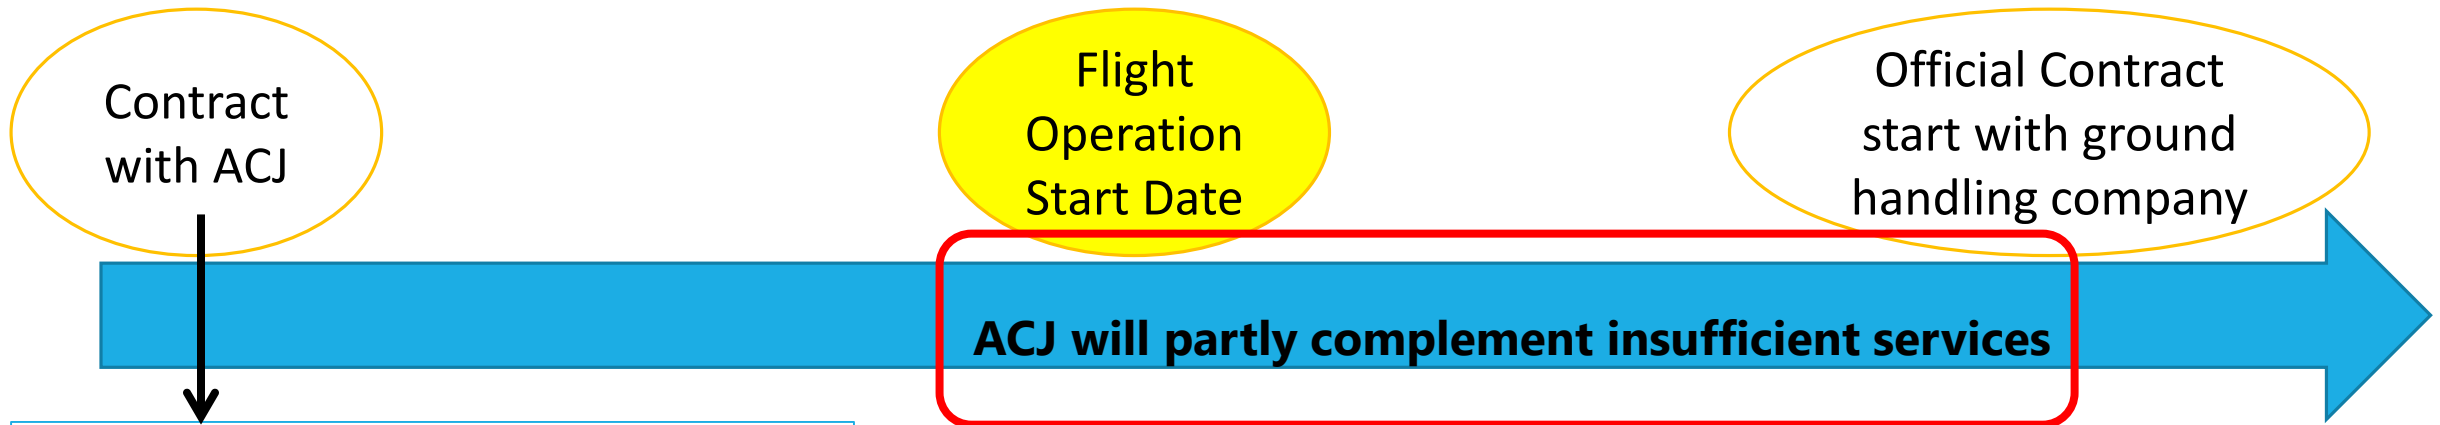 Contract
with ACJ
Flight
Operation
Start Date
Official Contract
start with ground
handling company
ACJ will partly complement insufficient services